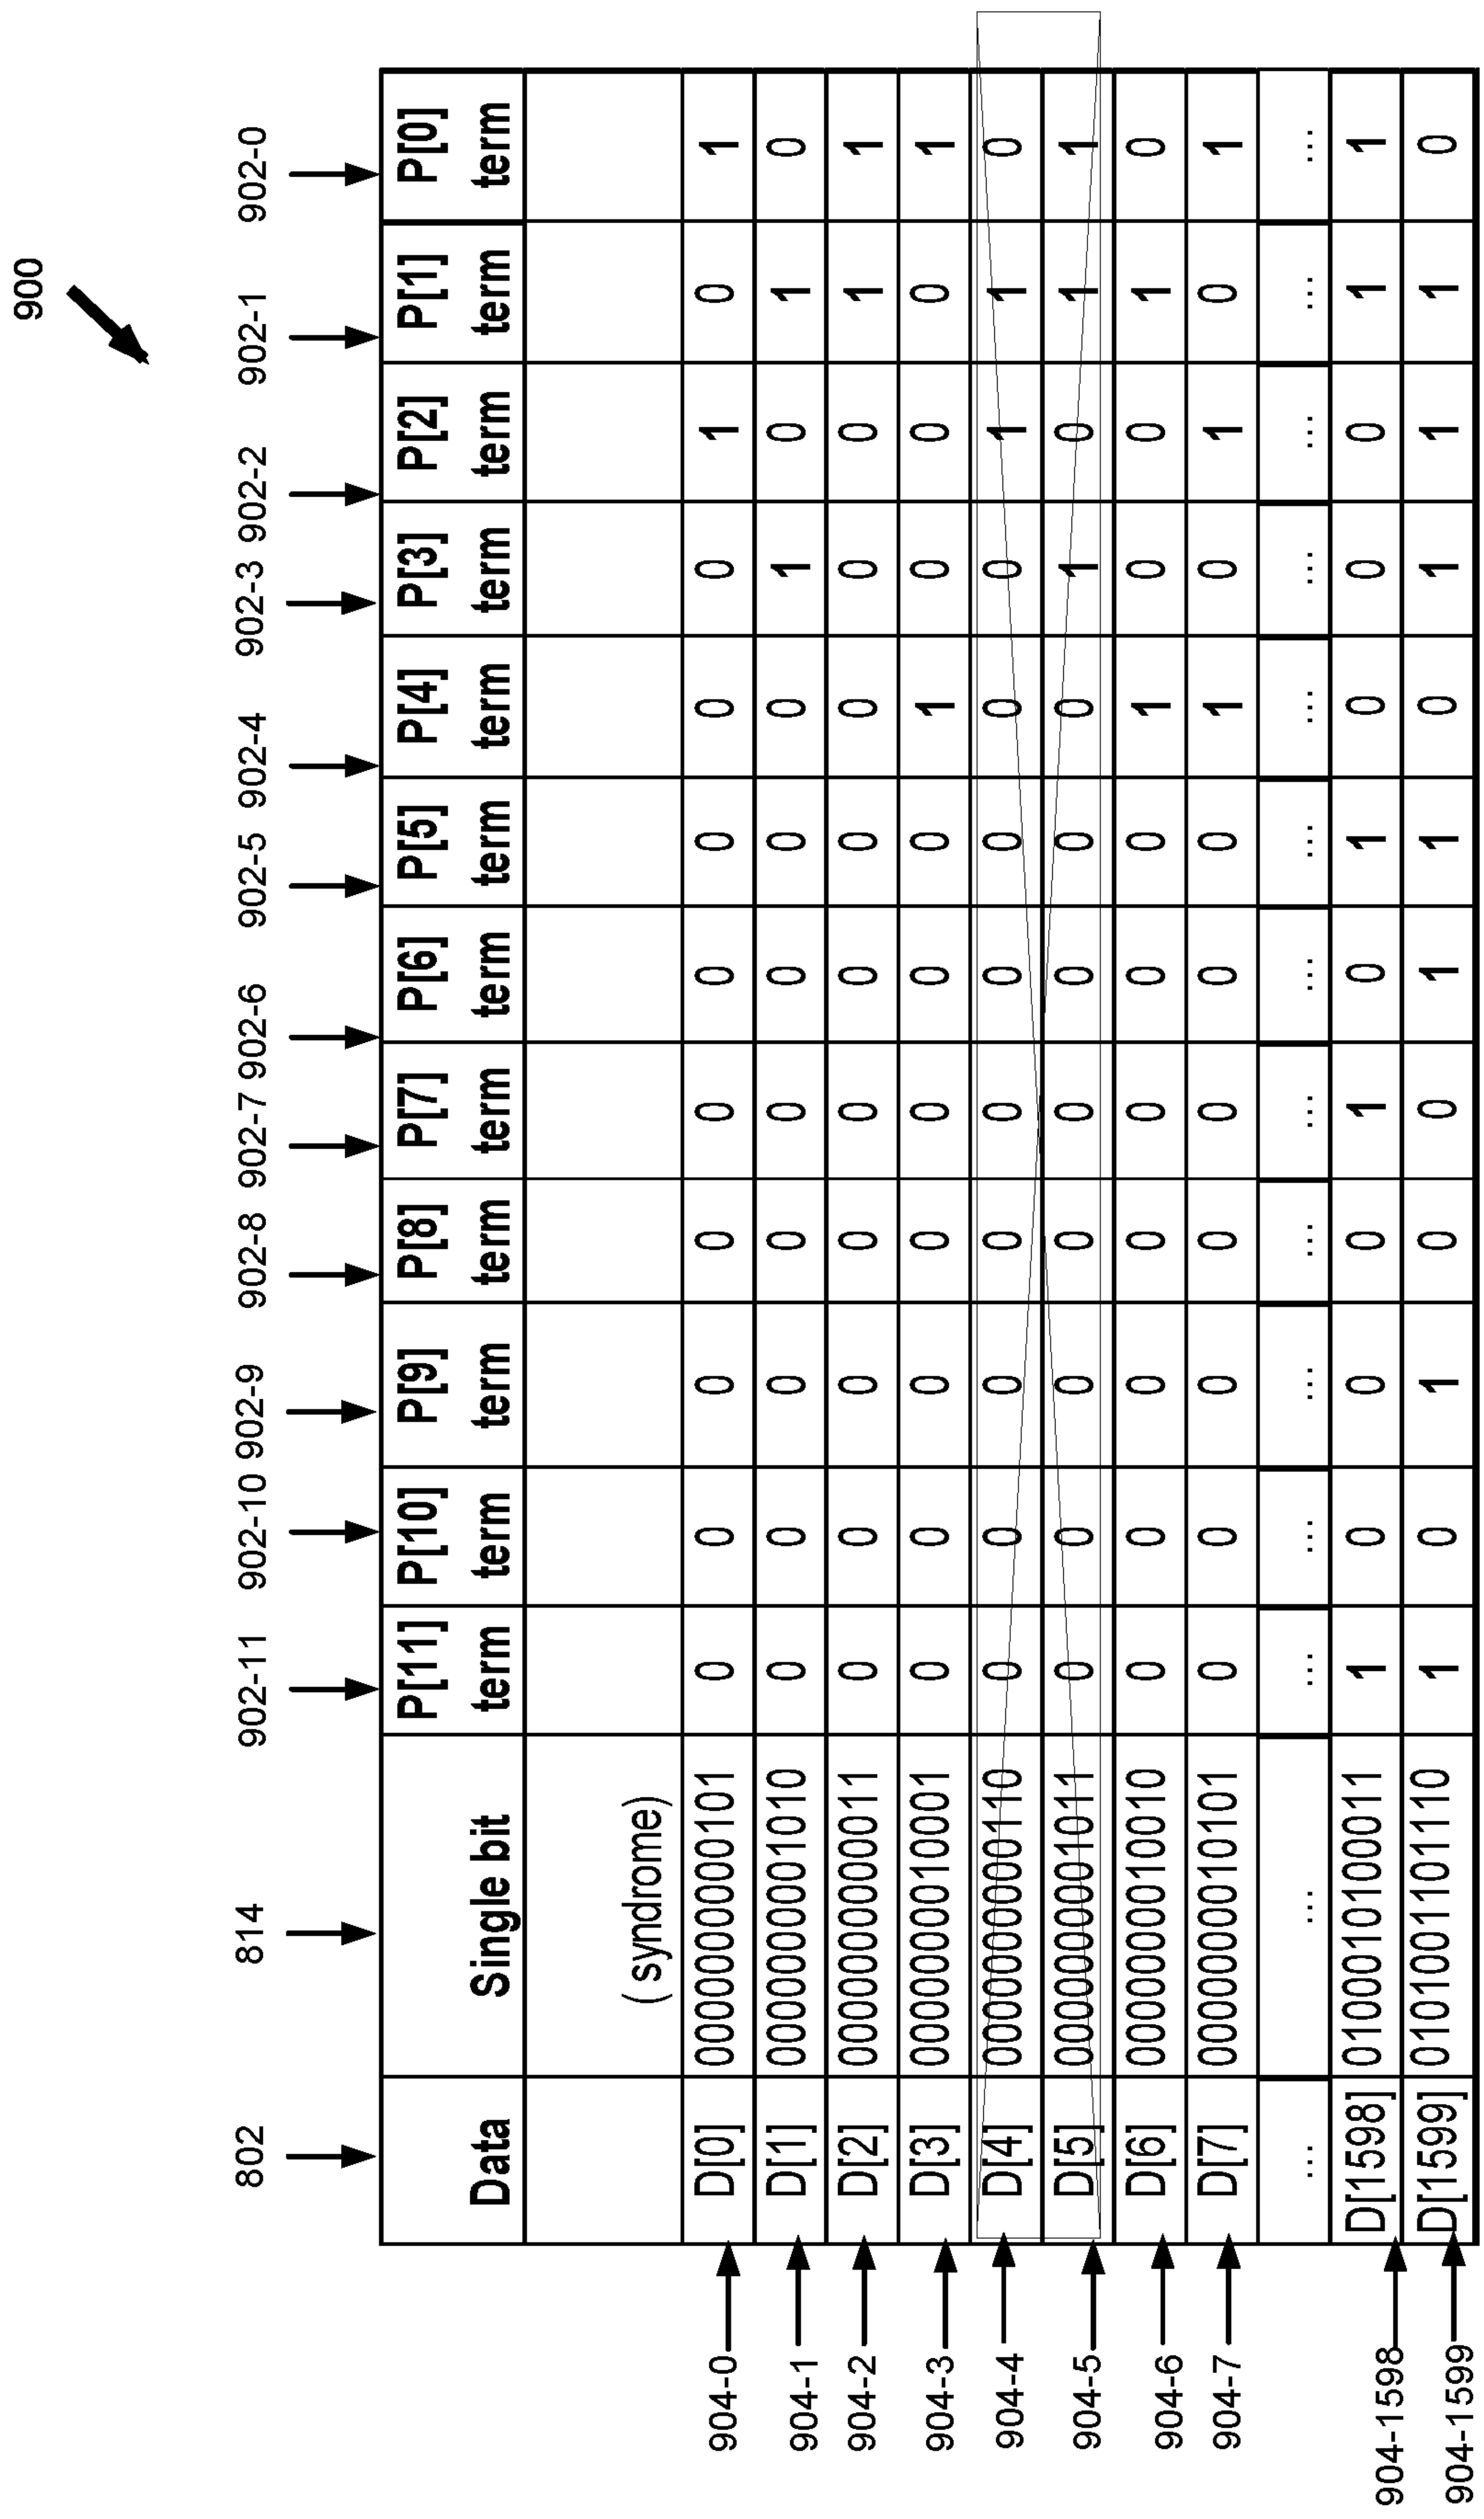 900
802 814 902-11 902-10 902-9 902-8 902-7 902-6 902-5 902-4 902-3 902-2 902-1 902-0
Data Single bit P[11] term P[10] term P[9] term P[8] term P[7] term P[6] term P[5] term P[4] term P[3] term P[2] term P[1] term P[0] term
(syndrome)
904-0 D[0] 0000000000101 0 0 0 0 0 0 0 0 0 1 0 1
904-1 D[1] 0000000001010 0 0 0 0 0 0 0 0 1 0 1 0
904-2 D[2] 0000000000011 0 0 0 0 0 0 0 0 0 0 1 1
904-3 D[3] 0000000010001 0 0 0 0 0 0 0 1 0 0 0 1
904-4 D[4] 0000000000110 0 0 0 0 0 0 0 0 0 1 1 0
904-5 D[5] 0000000001011 0 0 0 0 0 0 0 0 1 0 1 1
904-6 D[6] 0000000010010 0 0 0 0 0 0 0 1 0 0 1 0
904-7 D[7] 0000000010101 0 0 0 0 0 0 0 1 0 1 0 1
... ... ... ... ... ... ... ... ... ... ... ... ... ...
904-1598 D[1598] 0100010100011 1 0 0 0 1 0 1 0 0 0 1 1
904-1599 D[1599] 0101001101110 1 0 1 0 0 1 1 0 1 1 1 0